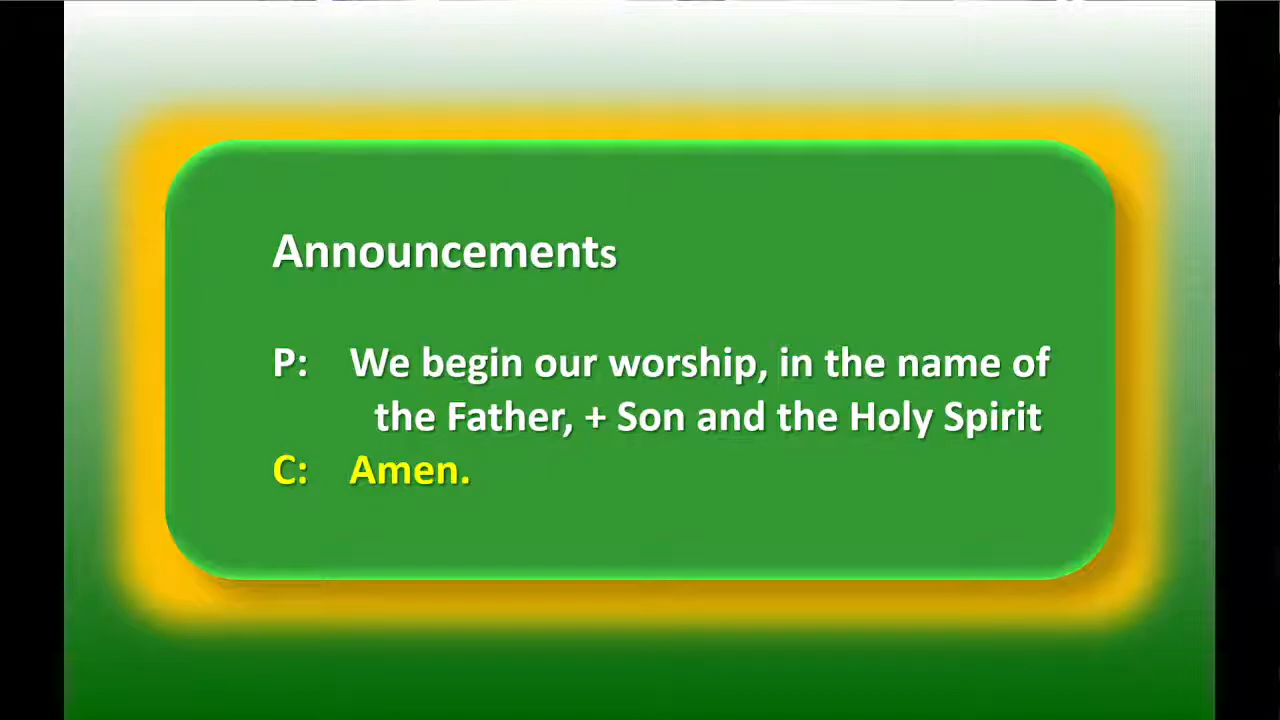 Announcements
P: We begin our worship, in the name of
the Father, + Son and the Holy Spirit
C: Amen.